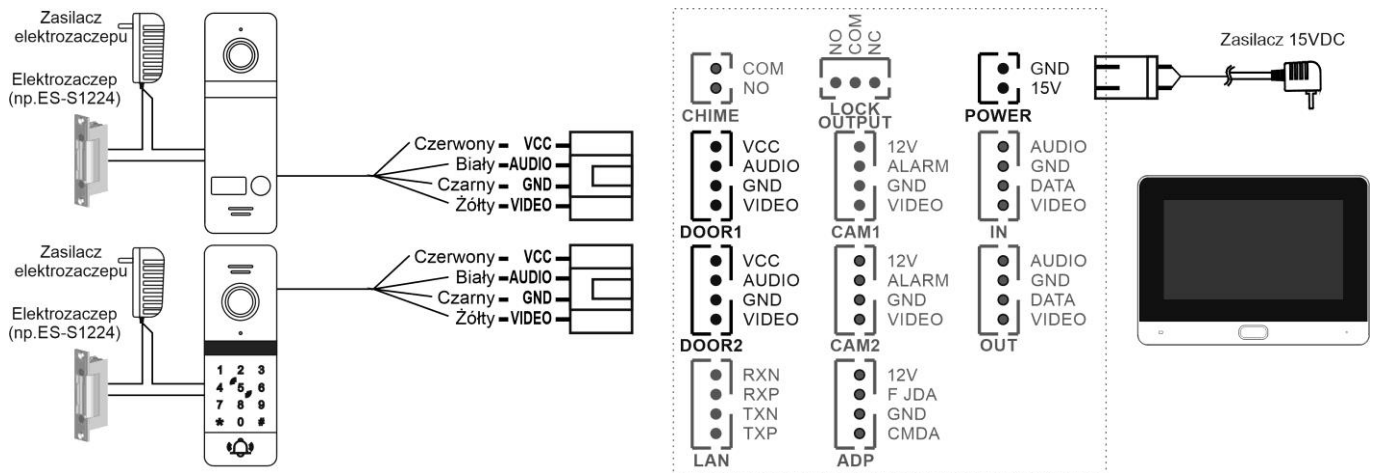 Zasilacz
elektrozaczepu
Elektrozaczep
(np.ES-S1224)
Czerwony - VCC
Biały - AUDIO
Czarny - GND
Żółty - VIDEO
Zasilacz
elektrozaczepu
Elektrozaczep
(np.ES-S1224)
1 2 3
4 5 6
7 8 9
* 0 #
Czerwony - VCC
Biały - AUDIO
Czarny - GND
Żółty - VIDEO
COM
NO
CHIME
NO
COM
NC
LOCK
OUTPUT
GND
15V
POWER
Zasilacz 15VDC
VCC
AUDIO
GND
VIDEO
DOOR1
12V
ALARM
GND
VIDEO
CAM1
AUDIO
GND
DATA
VIDEO
IN
VCC
AUDIO
GND
VIDEO
DOOR2
12V
ALARM
GND
VIDEO
CAM2
AUDIO
GND
DATA
VIDEO
OUT
RXN
RXP
TXN
TXP
LAN
12V
F JDA
GND
CMDA
ADP